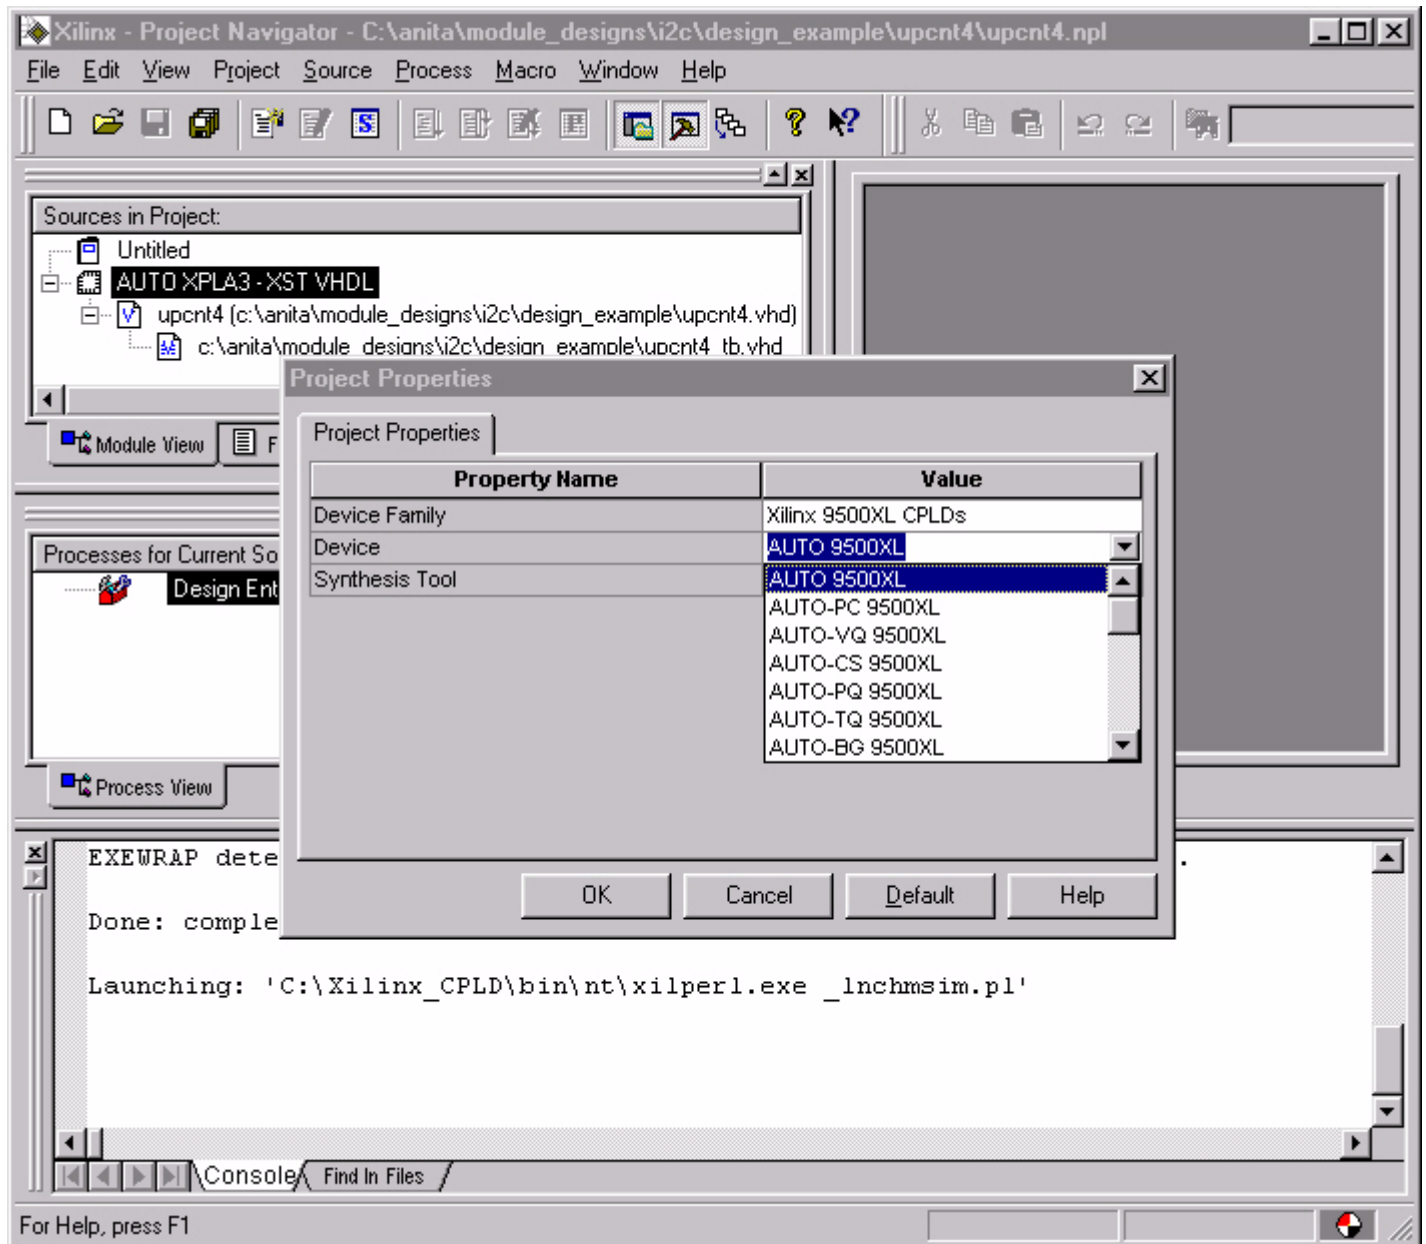 Xilinx - Project Navigator - C:\anita\module_designs\i2c\design_example\upcnt4\upcnt4.npl
File Edit View Project Source Process Macro Window Help
Sources in Project:
Untitled
AUTO XPLA3 - XST VHDL
upcnt4 (c:\anita\module_designs\i2c\design_example\upcnt4.vhd)
c:\anita\module_designs\i2c\design_example\upcnt4_tb.vhd
Module View F
Project Properties
Project Properties
Property Name Value
Device Family Xilinx 9500XL CPLDs
Device AUTO 9500XL
Synthesis Tool AUTO 9500XL
AUTO-PC 9500XL
AUTO-VQ 9500XL
AUTO-CS 9500XL
AUTO-PQ 9500XL
AUTO-TQ 9500XL
AUTO-BG 9500XL
OK Cancel Default Help
Processes for Current So
Design Ent
Process View
EXEWRAP dete .
Done: comple
Launching: 'C:\Xilinx_CPLD\bin\nt\xilperl.exe _lnchmsim.pl'
Console Find In Files
For Help, press F1